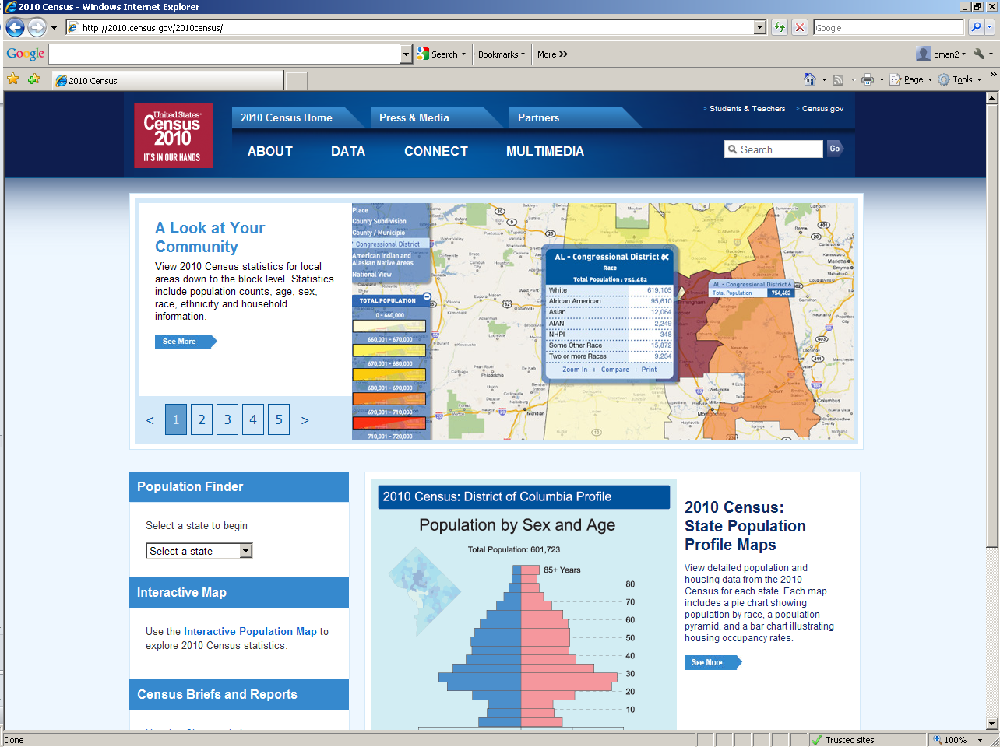 2010 Census - Windows Internet Explorer
http://2010.census.gov/2010census/
Google
Google
Search
Bookmarks
More »
qman2
2010 Census
Page
Tools
United States®
Census
2010
IT'S IN OUR HANDS
2010 Census Home
Press & Media
Partners
> Students & Teachers
> Census.gov
ABOUT
DATA
CONNECT
MULTIMEDIA
Search
Go
A Look at Your
Community
View 2010 Census statistics for local
areas down to the block level. Statistics
include population counts, age, sex,
race, ethnicity and household
information.
See More
< 1 2 3 4 5 >
Place
County Subdivision
County / Municipio
Congressional District
American Indian and
Alaskan Native Areas
National View
TOTAL POPULATION
0 - 660,000
660,001 - 670,000
670,001 - 680,000
680,001 - 690,000
690,001 - 710,000
710,001 - 720,000
AL - Congressional District 6
Race
Total Population : 754,482
White 619,105
African American 95,610
Asian 12,064
AIAN 2,249
NHPI 348
Some Other Race 15,872
Two or more Races 9,234
Zoom In
Compare
Print
AL - Congressional District 6
Total Population 754,482
Meridian
Montgomery
Columbus
Population Finder
Select a state to begin
Select a state
Interactive Map
Use the Interactive Population Map to
explore 2010 Census statistics.
Census Briefs and Reports
2010 Census: District of Columbia Profile
Population by Sex and Age
Total Population: 601,723
85+ Years
80
70
60
50
40
30
20
10
2010 Census:
State Population
Profile Maps
View detailed population and
housing data from the 2010
Census for each state. Each map
includes a pie chart showing
population by race, a population
pyramid, and a bar chart illustrating
housing occupancy rates.
See More
Done
Trusted sites
100%